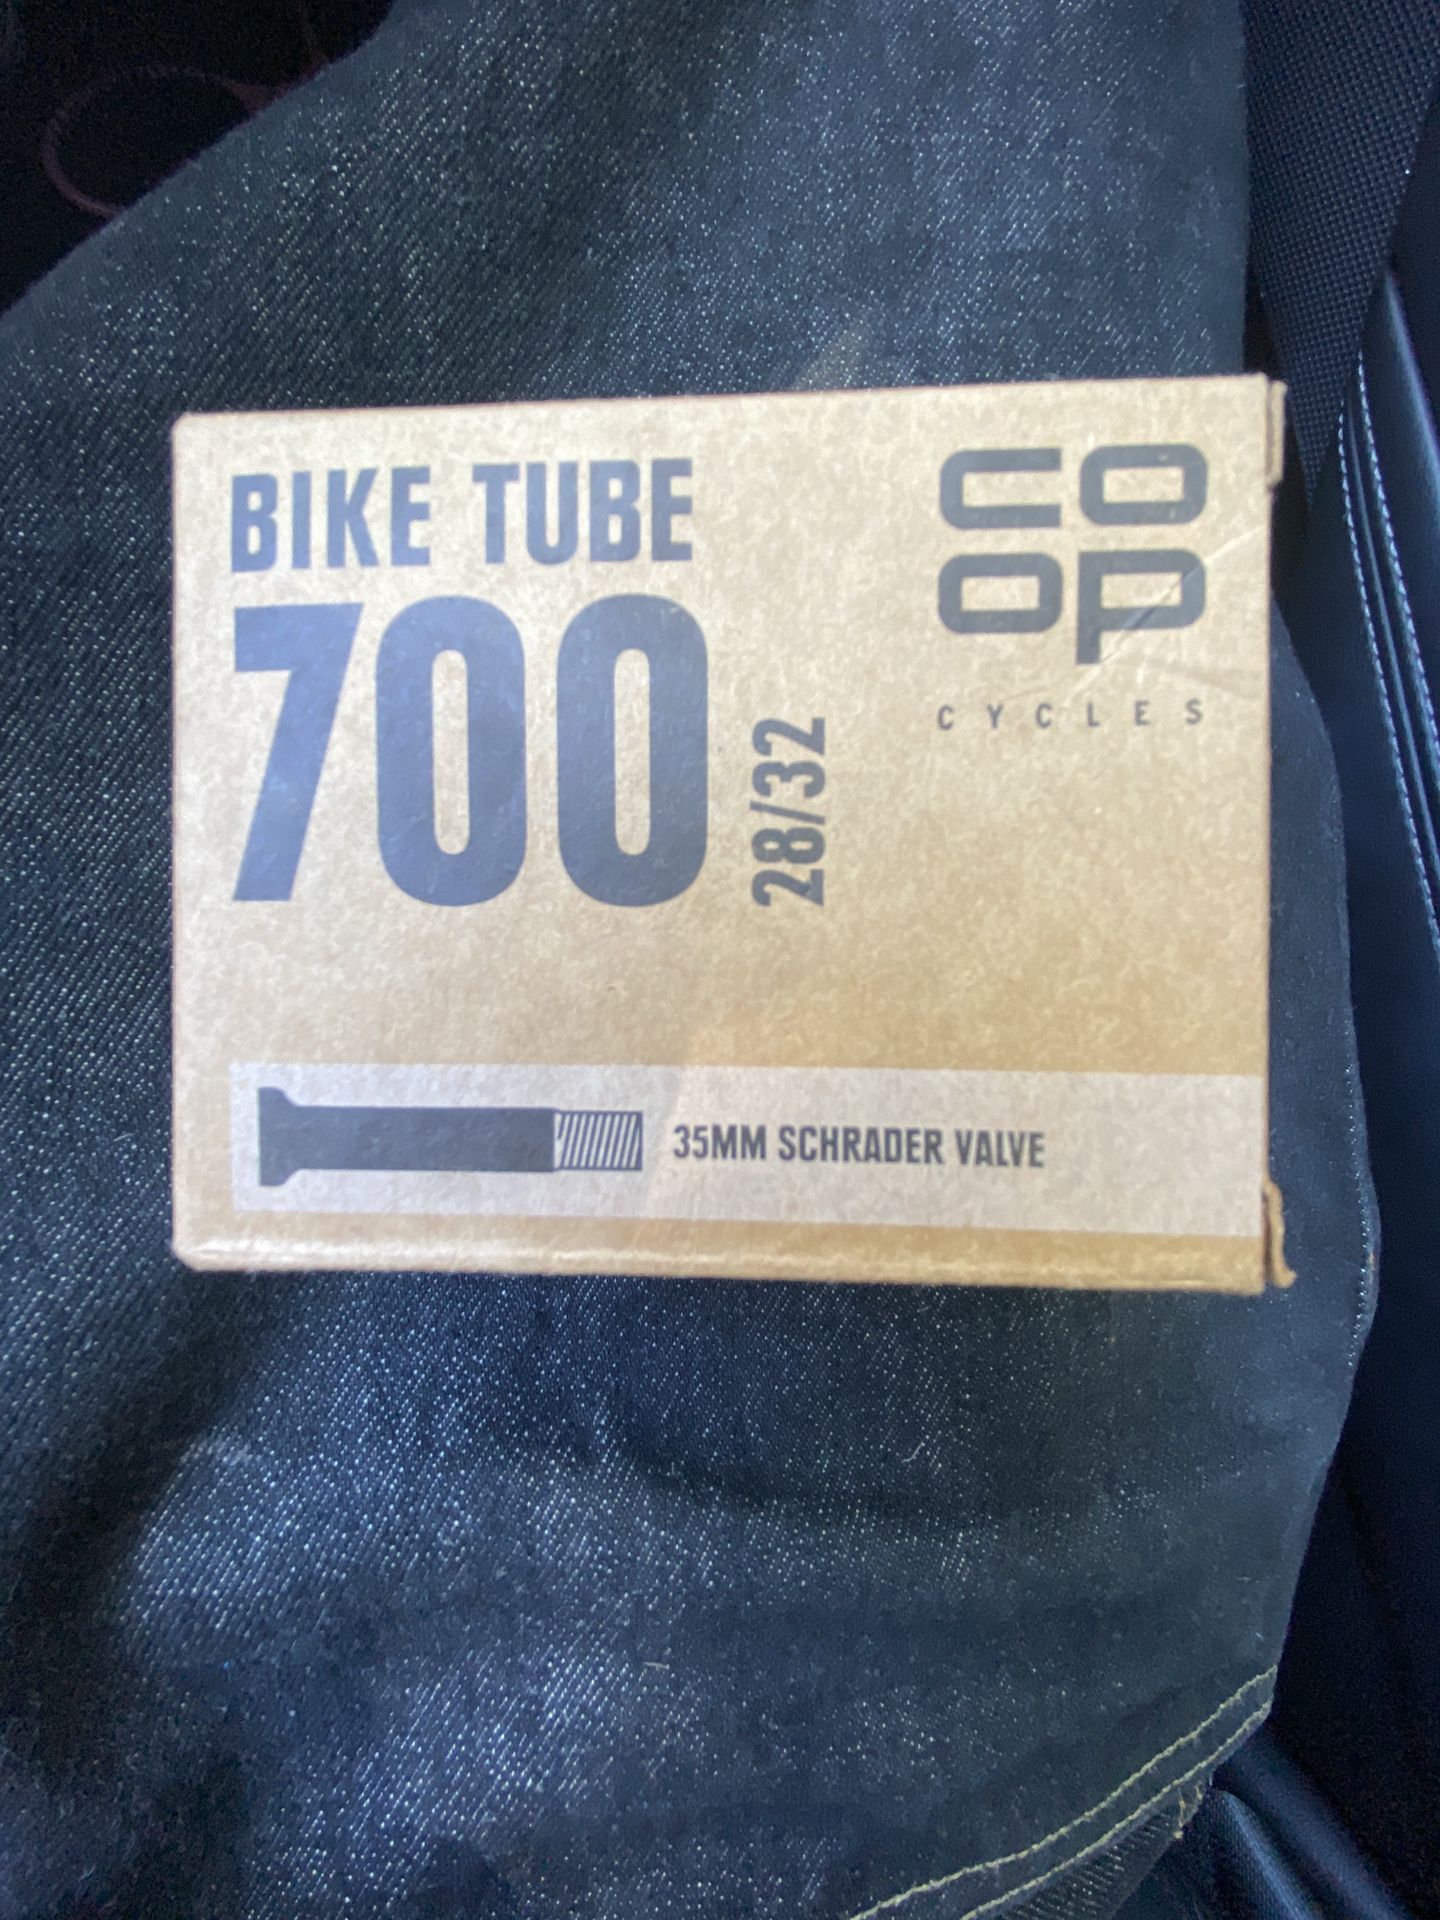 BIKE TUBE
700
28/32
CO
OP
CYCLES
35MM SCHRADER VALVE